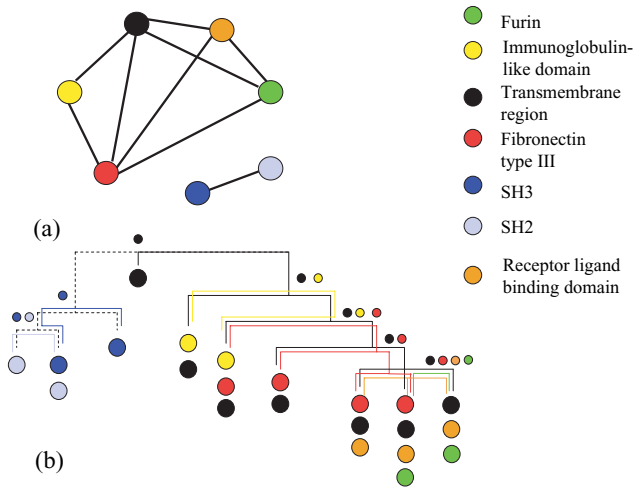 Furin
Immunoglobulin-
like domain
Transmembrane
region
Fibronectin
type III
SH3
SH2
Receptor ligand
binding domain
(a)
(b)